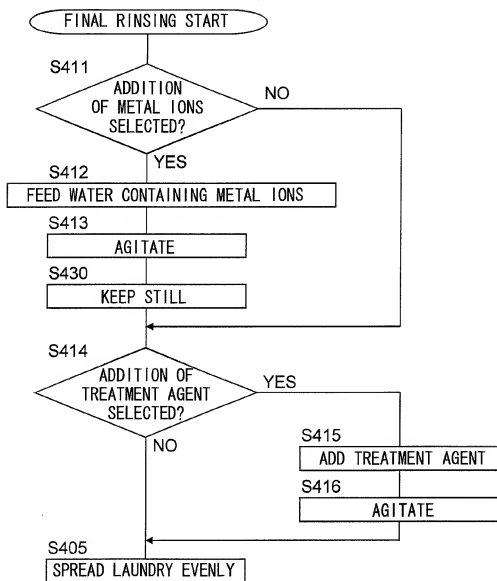 FINAL RINSING START
S411
ADDITION
OF METAL IONS
SELECTED?
NO
YES
S412
FEED WATER CONTAINING METAL IONS
S413
AGITATE
S430
KEEP STILL
S414
ADDITION OF
TREATMENT AGENT
SELECTED?
YES
NO
S415
ADD TREATMENT AGENT
S416
AGITATE
S405
SPREAD LAUNDRY EVENLY